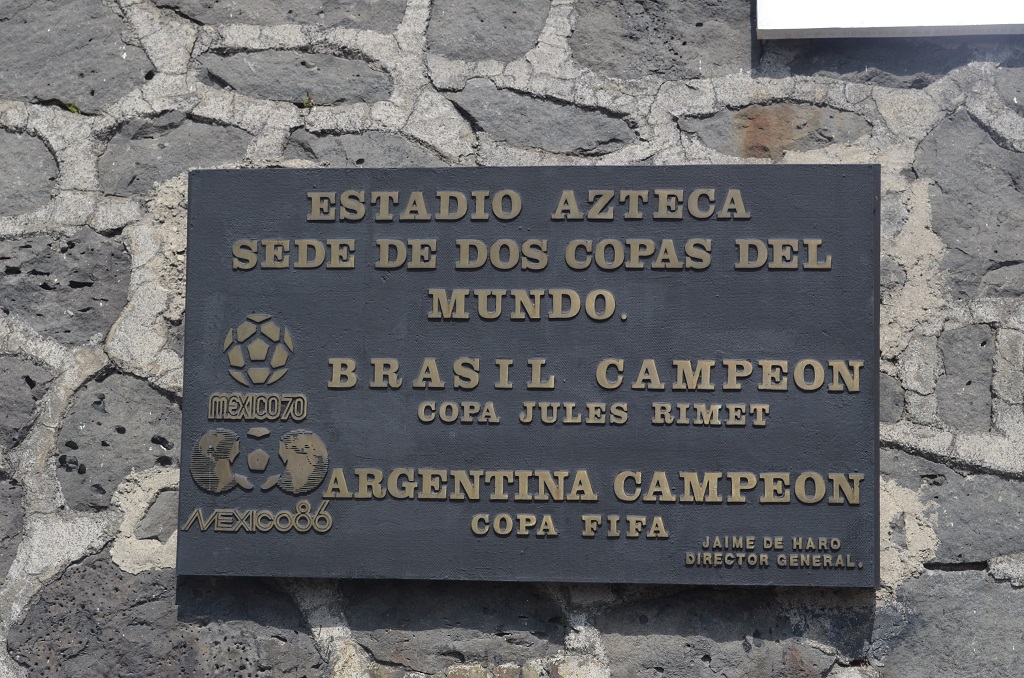 ESTADIO AZTECA
SEDE DE DOS COPAS DEL
MUNDO.
MEXICO70
BRASIL CAMPEON
COPA JULES RIMET
ARGENTINA CAMPEON
MEXICO86
COPA FIFA
JAIME DE HARO
DIRECTOR GENERAL.